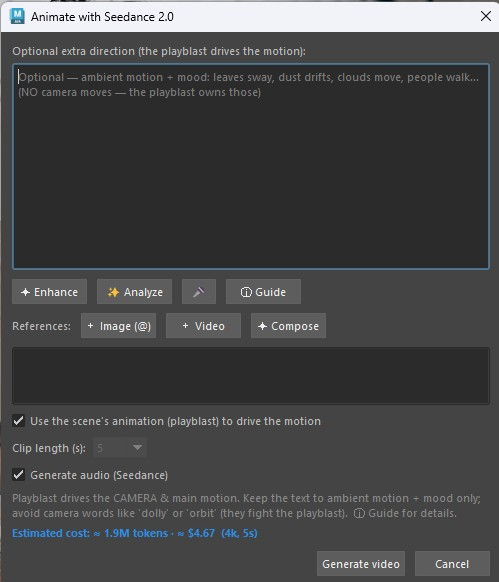 Animate with Seedance 2.0
Optional extra direction (the playblast drives the motion):
Optional — ambient motion + mood: leaves sway, dust drifts, clouds move, people walk...
(NO camera moves — the playblast owns those)
Enhance
Analyze
Guide
References:
+ Image (@)
+ Video
Compose
Use the scene's animation (playblast) to drive the motion
Clip length (s): 5
Generate audio (Seedance)
Playblast drives the CAMERA & main motion. Keep the text to ambient motion + mood only;
avoid camera words like `dolly` or `orbit` (they fight the playblast). ⓘ Guide for details.
Estimated cost: ≈ 1.9M tokens · ≈ $4.67 (4k, 5s)
Generate video
Cancel